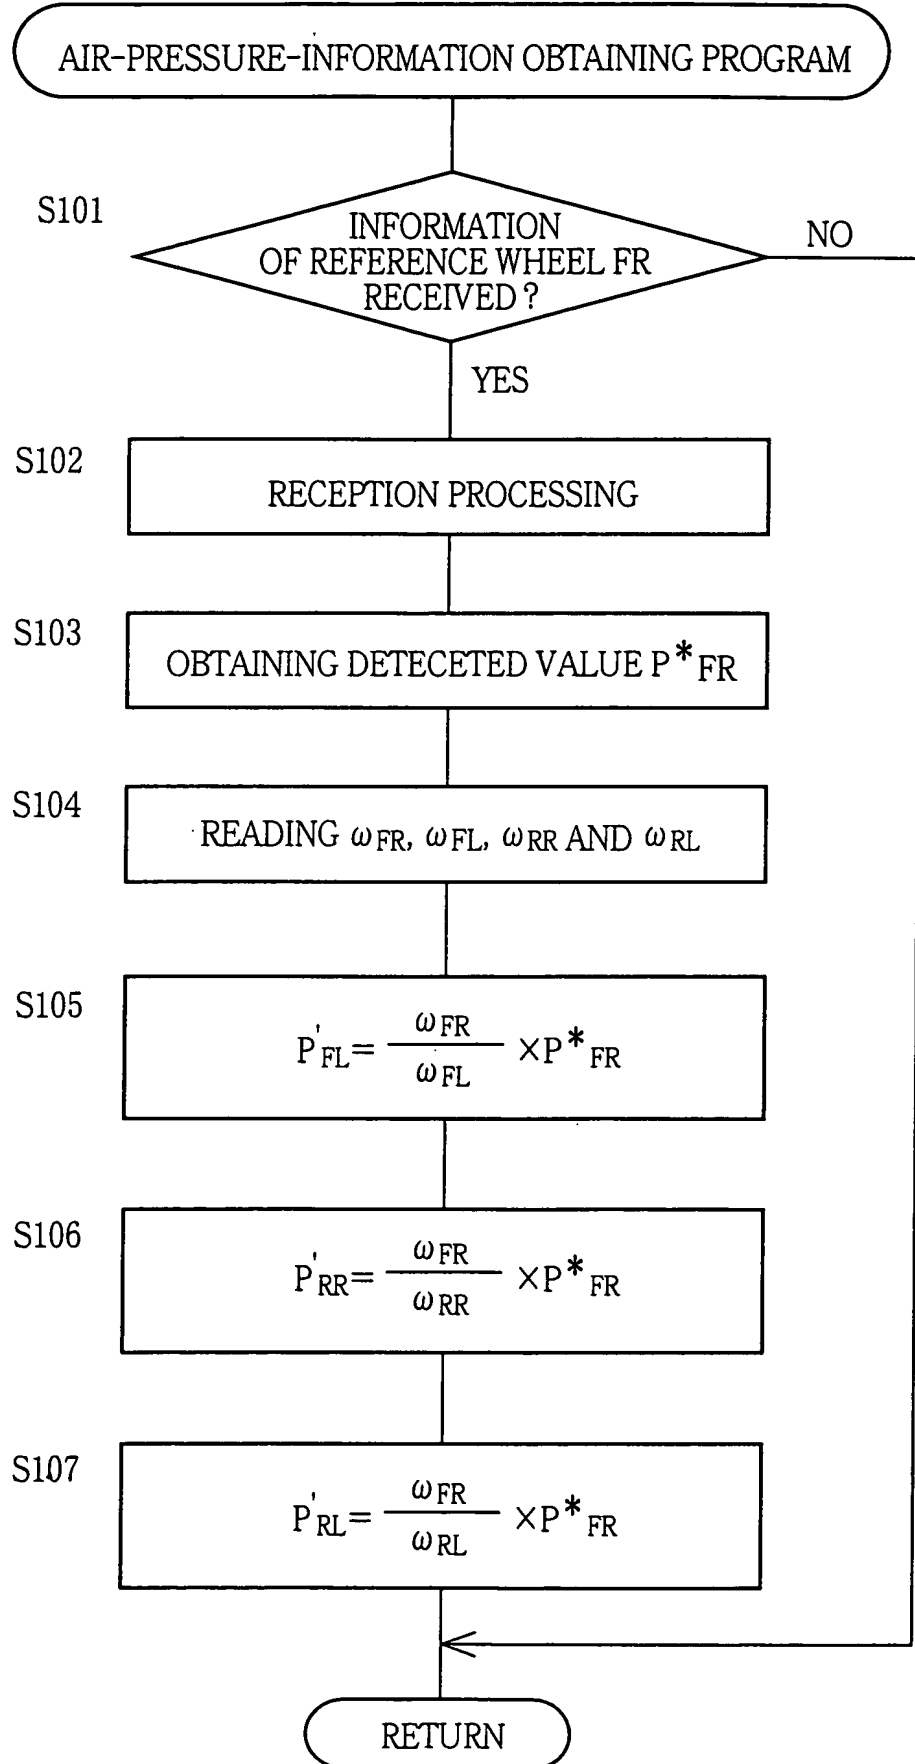 AIR-PRESSURE-INFORMATION OBTAINING PROGRAM
S101
INFORMATION
OF REFERENCE WHEEL FR
RECEIVED?
NO
YES
S102
RECEPTION PROCESSING
S103
OBTAINING DETECETED VALUE P*FR
S104
READING ωFR, ωFL, ωRR AND ωRL
S105
P'FL= ωFR/ωFL ×P*FR
S106
P'RR= ωFR/ωRR ×P*FR
S107
P'RL= ωFR/ωRL ×P*FR
RETURN